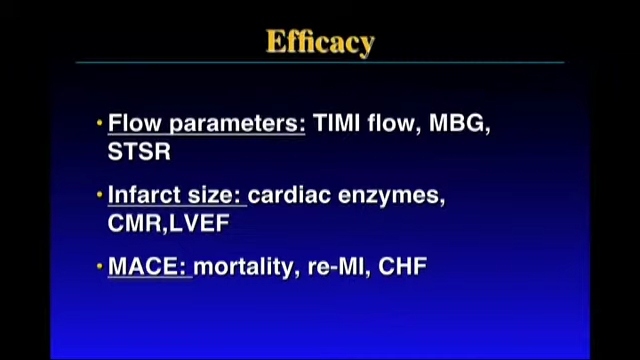 Efficacy
• Flow parameters: TIMI flow, MBG,
STSR
• Infarct size: cardiac enzymes,
CMR,LVEF
• MACE: mortality, re-MI, CHF